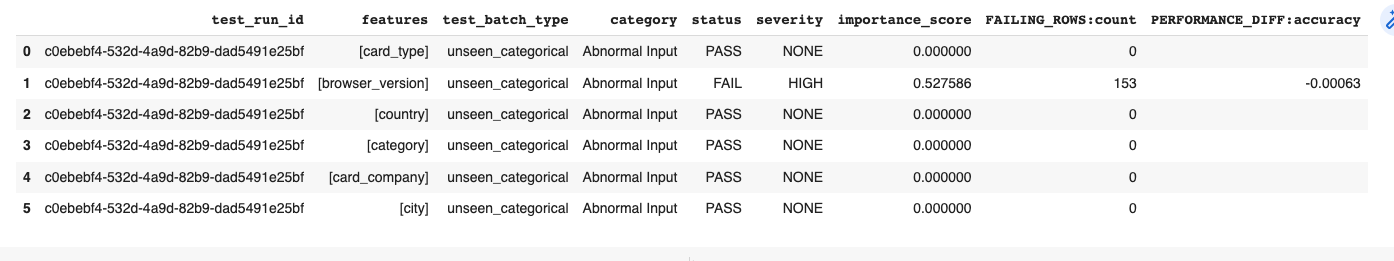 test_run_id features test_batch_type category status severity importance_score FAILING_ROWS:count PERFORMANCE_DIFF:accuracy
0 c0ebebf4-532d-4a9d-82b9-dad5491e25bf [card_type] unseen_categorical Abnormal Input PASS NONE 0.000000 0
1 c0ebebf4-532d-4a9d-82b9-dad5491e25bf [browser_version] unseen_categorical Abnormal Input FAIL HIGH 0.527586 153 -0.00063
2 c0ebebf4-532d-4a9d-82b9-dad5491e25bf [country] unseen_categorical Abnormal Input PASS NONE 0.000000 0
3 c0ebebf4-532d-4a9d-82b9-dad5491e25bf [category] unseen_categorical Abnormal Input PASS NONE 0.000000 0
4 c0ebebf4-532d-4a9d-82b9-dad5491e25bf [card_company] unseen_categorical Abnormal Input PASS NONE 0.000000 0
5 c0ebebf4-532d-4a9d-82b9-dad5491e25bf [city] unseen_categorical Abnormal Input PASS NONE 0.000000 0